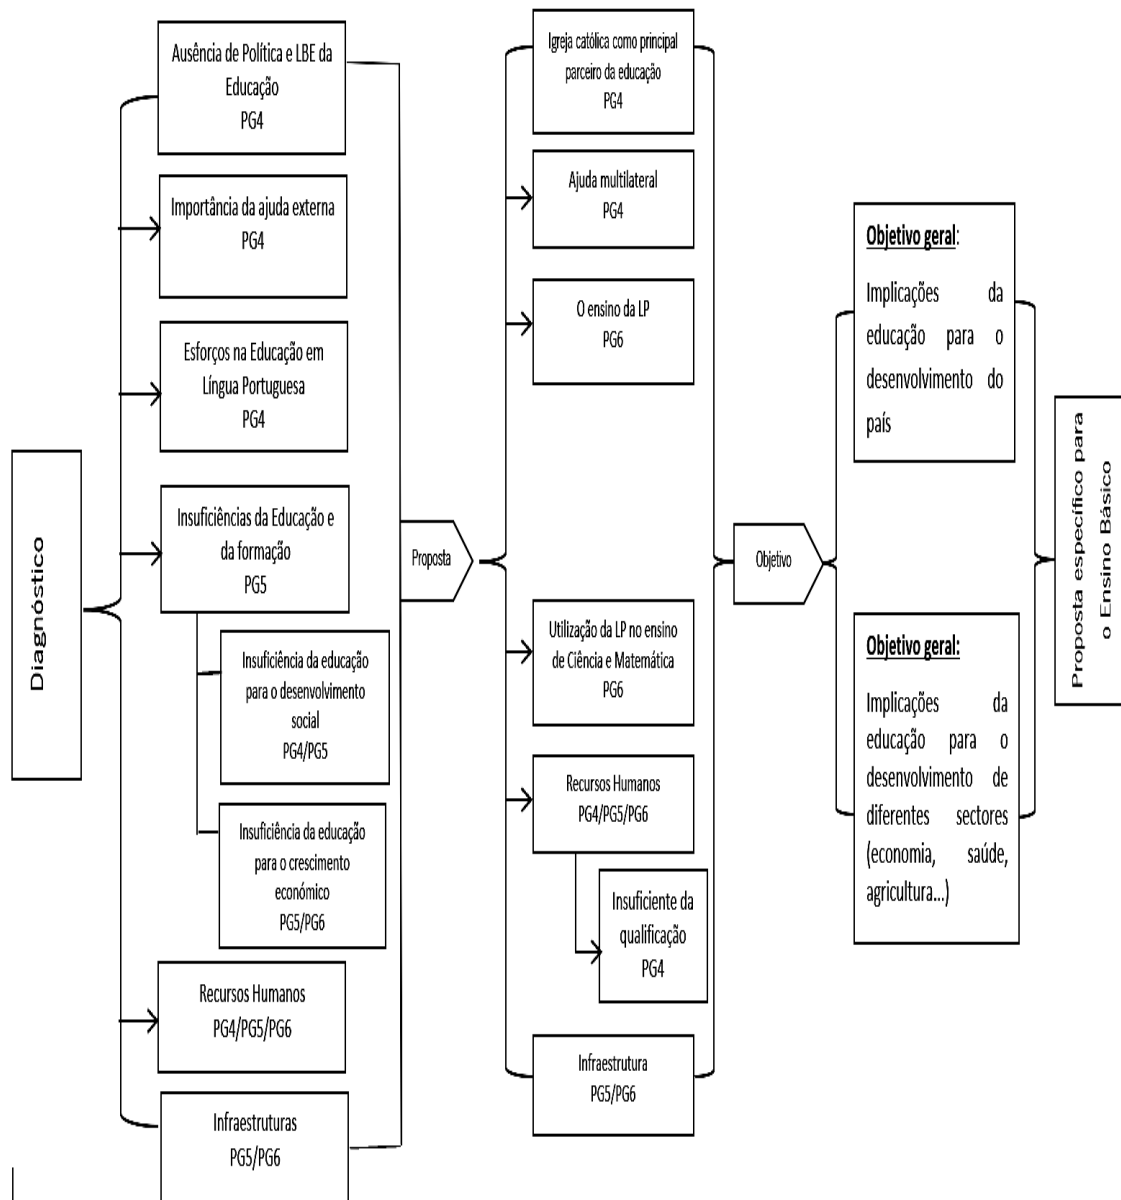 Diagnóstico
Ausência de Política e LBE da
Educação
PG4
Importância da ajuda externa
PG4
Esforços na Educação em
Língua Portuguesa
PG4
Insuficiências da Educação e
da formação
PG5
Insuficiência da educação
para o desenvolvimento
social
PG4/PG5
Insuficiência da educação
para o crescimento
económico
PG5/PG6
Recursos Humanos
PG4/PG5/PG6
Infraestruturas
PG5/PG6
Proposta
Igreja católica como principal
parceiro da educação
PG4
Ajuda multilateral
PG4
O ensino da LP
PG6
Utilização da LP no ensino
de Ciência e Matemática
PG6
Recursos Humanos
PG4/PG5/PG6
Insuficiente da
qualificação
PG4
Infraestrutura
PG5/PG6
Objetivo
Objetivo geral:
Implicações da
educação para o
desenvolvimento do
país
Objetivo geral:
Implicações da
educação para o
desenvolvimento de
diferentes sectores
(economia, saúde,
agricultura...)
Proposta específico para
o Ensino Básico